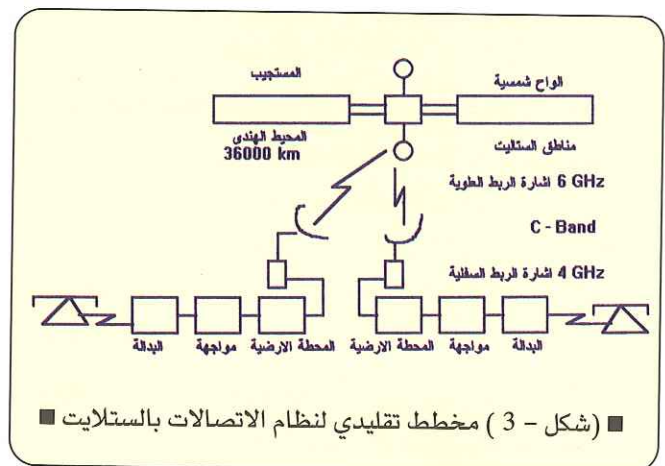 المستجيب
الواح شمسية
المحيط الهندى
36000 km
مناطق الستاليت
6 GHz اشارة الربط العلوية
C - Band
4 GHz اشارة الربط السفلية
البدالة
مواجهة
المحطة الارضية
المحطة الارضية
مواجهة
البدالة
■ (شكل - 3 ) مخطط تقليدي لنظام الاتصالات بالستلايت ■